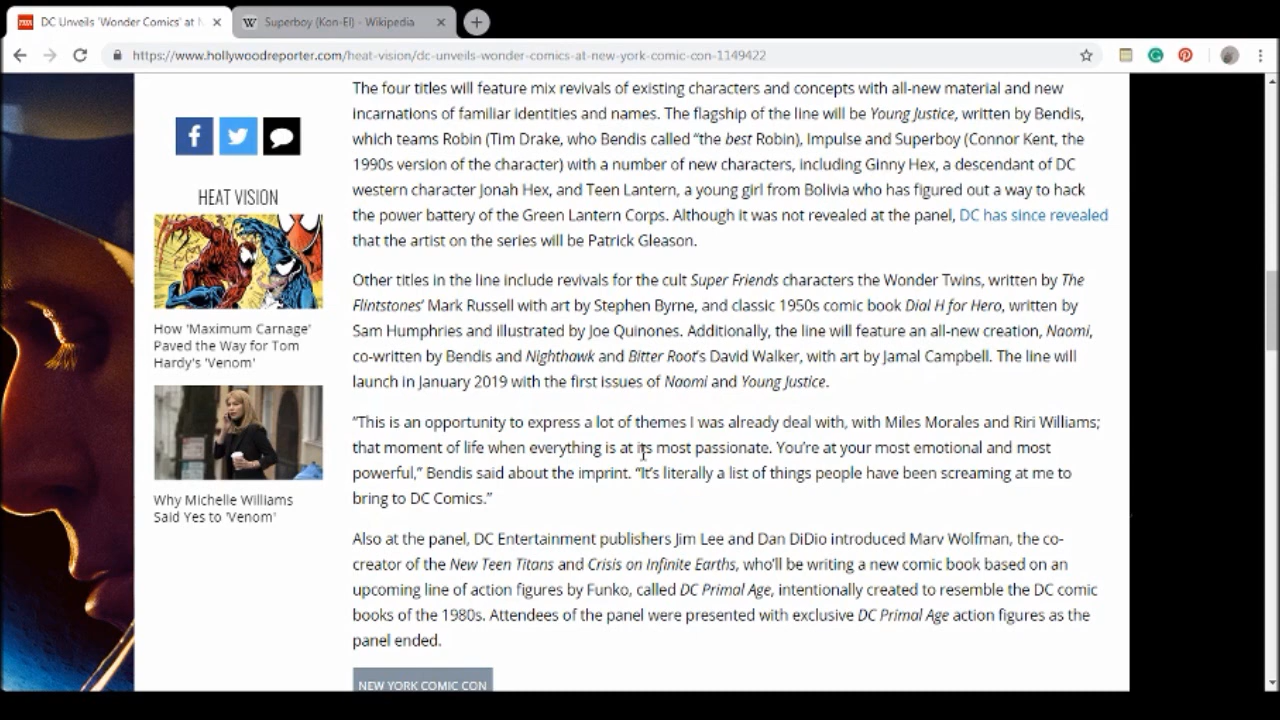 DC Unveils 'Wonder Comics' at N
Superboy (Kon-El) - Wikipedia
https://www.hollywoodreporter.com/heat-vision/dc-unveils-wonder-comics-at-new-york-comic-con-1149422
HEAT VISION
How 'Maximum Carnage'
Paved the Way for Tom
Hardy's 'Venom'
Why Michelle Williams
Said Yes to 'Venom'
The four titles will feature mix revivals of existing characters and concepts with all-new material and new
incarnations of familiar identities and names. The flagship of the line will be Young Justice, written by Bendis,
which teams Robin (Tim Drake, who Bendis called “the best Robin), Impulse and Superboy (Connor Kent, the
1990s version of the character) with a number of new characters, including Ginny Hex, a descendant of DC
western character Jonah Hex, and Teen Lantern, a young girl from Bolivia who has figured out a way to hack
the power battery of the Green Lantern Corps. Although it was not revealed at the panel, DC has since revealed
that the artist on the series will be Patrick Gleason.
Other titles in the line include revivals for the cult Super Friends characters the Wonder Twins, written by The
Flintstones' Mark Russell with art by Stephen Byrne, and classic 1950s comic book Dial H for Hero, written by
Sam Humphries and illustrated by Joe Quinones. Additionally, the line will feature an all-new creation, Naomi,
co-written by Bendis and Nighthawk and Bitter Root's David Walker, with art by Jamal Campbell. The line will
launch in January 2019 with the first issues of Naomi and Young Justice.
“This is an opportunity to express a lot of themes I was already deal with, with Miles Morales and Riri Williams;
that moment of life when everything is at its most passionate. You're at your most emotional and most
powerful,” Bendis said about the imprint. “It's literally a list of things people have been screaming at me to
bring to DC Comics.”
Also at the panel, DC Entertainment publishers Jim Lee and Dan DiDio introduced Marv Wolfman, the co-
creator of the New Teen Titans and Crisis on Infinite Earths, who'll be writing a new comic book based on an
upcoming line of action figures by Funko, called DC Primal Age, intentionally created to resemble the DC comic
books of the 1980s. Attendees of the panel were presented with exclusive DC Primal Age action figures as the
panel ended.
NEW YORK COMIC CON